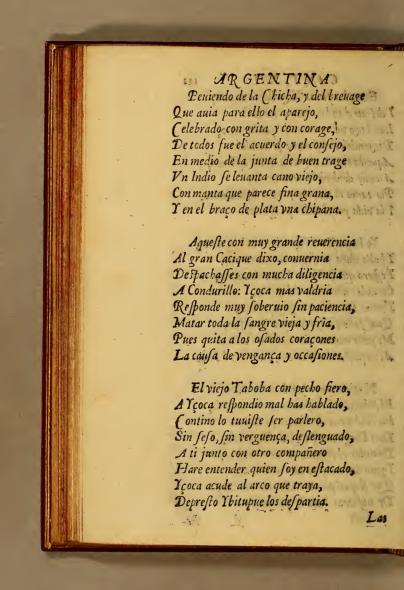 ARGENTINA
Beuiendo de la Chicha, y del breuage
Que auia para ello el aparejo,
Celebrado con grita y con corage,
De todos fue el acuerdo y el consejo,
En medio de la junta de buen trage
Vn Indio se leuanta cano viejo,
Con manta que parece fina grana,
Y en el braço de plata vna chipana.
Aqueste con muy grande reuerencia
Al gran Cacique dixo, conuernia
Despachasses con mucha diligencia
A Condurillo: Yçoca mas valdria
Responde muy soberuio sin paciencia,
Matar toda la sangre vieja y fria,
Pues quita a los osados coraçones
La causa de vengança y occasiones.
El viejo Taboba con pecho fiero,
A Yçoca respondio mal has hablado,
Contino lo tuuiste ser parlero,
Sin seso, sin verguença, deslenguado,
A ti junto con otro compañero
Hare entender quien soy en estacado,
Yçoca acude al arco que traya,
De presto Ybitupue los despartia.
Las